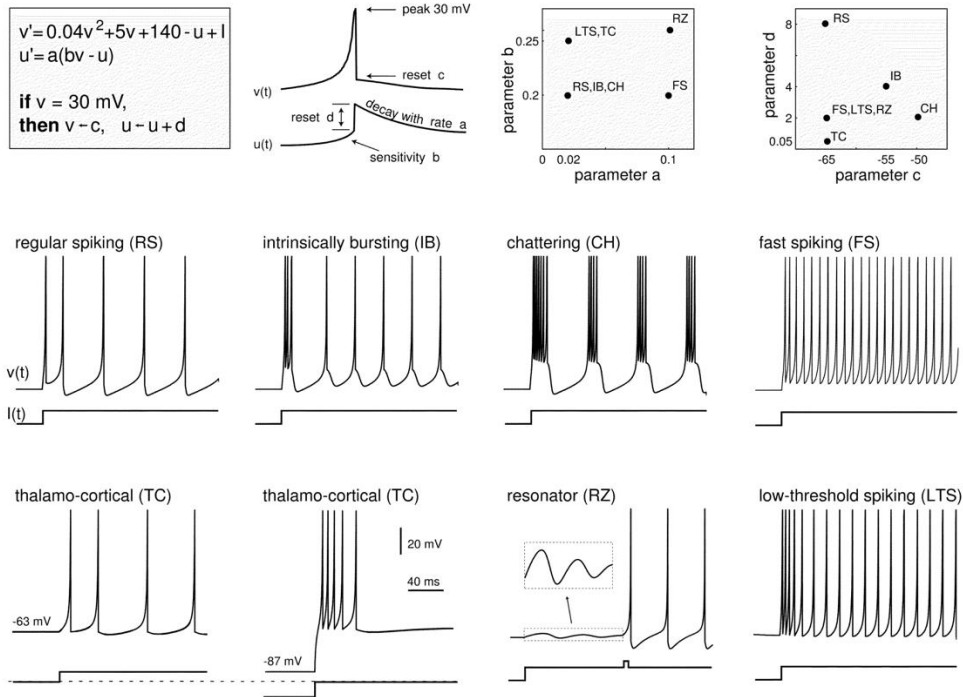 v'= 0.04v²+5v+140 - u + I
u'= a(bv - u)
if v = 30 mV,
then v←c, u←u + d
peak 30 mV
reset c
v(t)
reset d
decay with rate a
u(t)
sensitivity b
parameter b
0.25
0.2
LTS,TC
RZ
RS,IB,CH
FS
0
0.02
0.1
parameter a
parameter d
8
4
2
0.05
RS
IB
FS,LTS,RZ
CH
TC
-65
-55
-50
parameter c
regular spiking (RS)
intrinsically bursting (IB)
chattering (CH)
fast spiking (FS)
v(t)
I(t)
thalamo-cortical (TC)
thalamo-cortical (TC)
resonator (RZ)
low-threshold spiking (LTS)
20 mV
40 ms
-63 mV
-87 mV